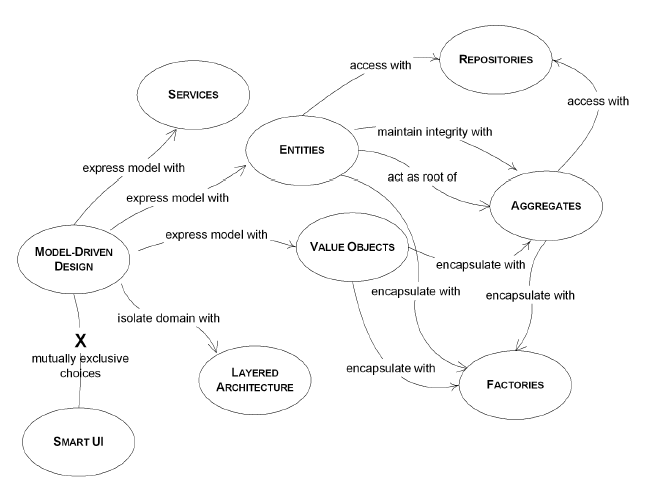 REPOSITORIES
access with
SERVICES
access with
maintain integrity with
ENTITIES
express model with
act as root of
express model with
AGGREGATES
express model with
VALUE OBJECTS
MODEL-DRIVEN
DESIGN
encapsulate with
encapsulate with
encapsulate with
isolate domain with
X
mutually exclusive
choices
encapsulate with
LAYERED
ARCHITECTURE
FACTORIES
SMART UI